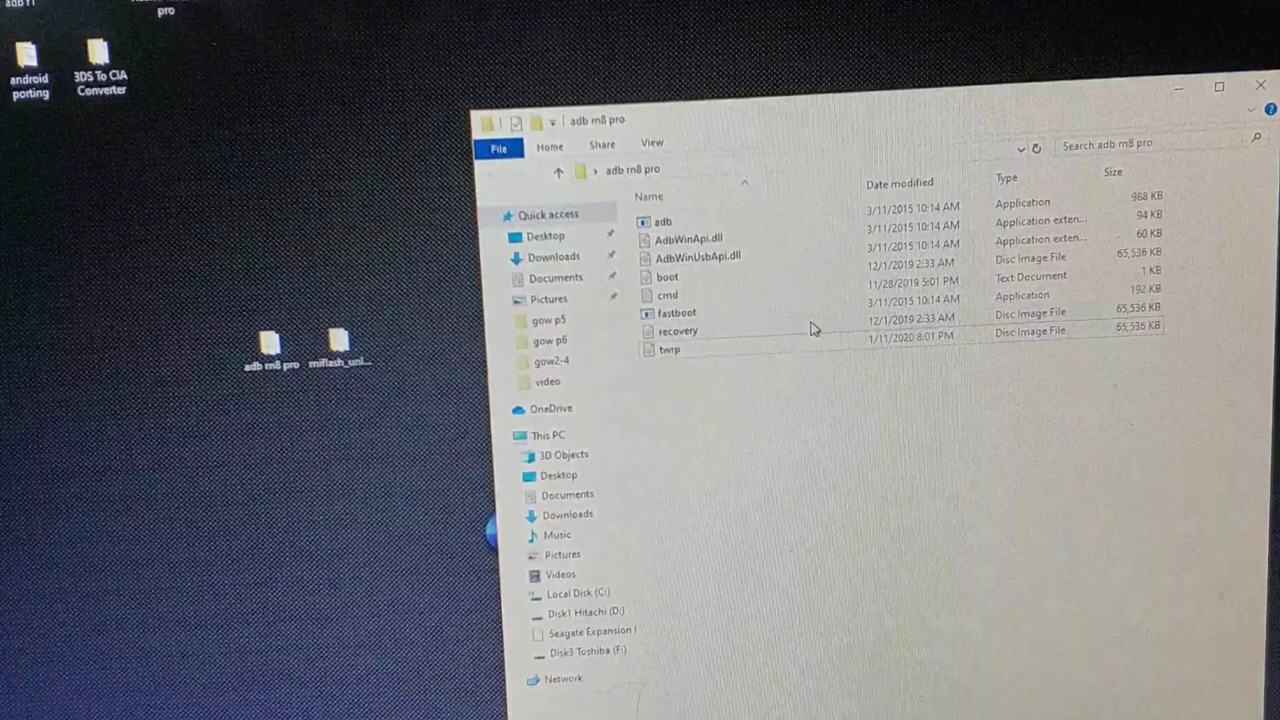 pro
android
porting
3DS To CIA
Converter
adb rn8 pro
miflash_unl...
adb rn8 pro
File
Home
Share
View
adb rn8 pro
Search adb rn8 pro
Name
Date modified
Type
Size
Quick access
Desktop
Downloads
Documents
Pictures
gow p5
gow p6
gow2-4
video
OneDrive
This PC
3D Objects
Desktop
Documents
Downloads
Music
Pictures
Videos
Local Disk (C:)
Disk1 Hitachi (D:)
Seagate Expansion
Disk3 Toshiba (F:)
Network
adb 3/11/2015 10:14 AM Application 988 KB
AdbWinApi.dll 3/11/2015 10:14 AM Application exten... 94 KB
AdbWinUsbApi.dll 3/11/2015 10:14 AM Application exten... 60 KB
boot 12/1/2019 2:33 AM Disc Image File 65,536 KB
cmd 11/28/2019 5:01 PM Text Document 1 KB
fastboot 3/11/2015 10:14 AM Application 192 KB
recovery 12/1/2019 2:33 AM Disc Image File 65,536 KB
twrp 1/11/2020 8:01 PM Disc Image File 65,536 KB